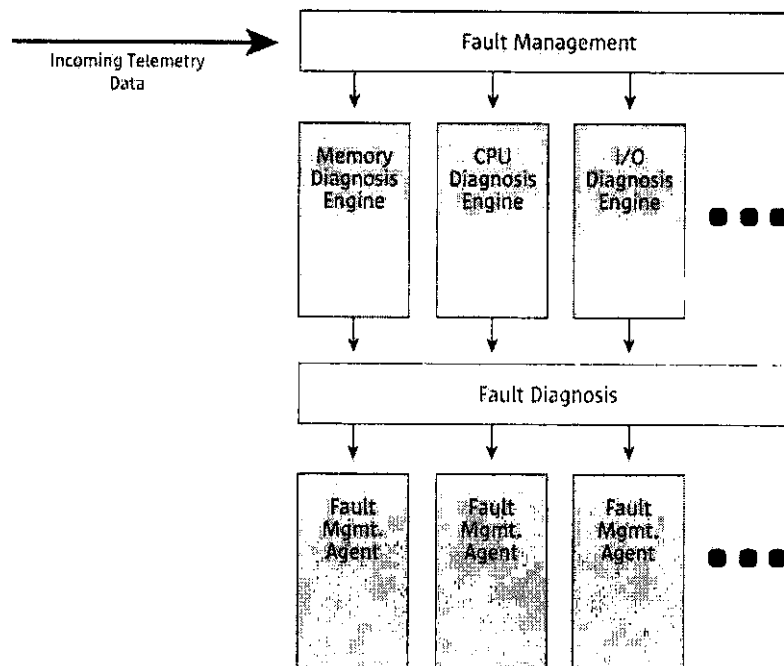 Fault Management
Incoming Telemetry
Data
Memory
Diagnosis
Engine
CPU
Diagnosis
Engine
I/O
Diagnosis
Engine
Fault Diagnosis
Fault
Mgmt.
Agent
Fault
Mgmt.
Agent
Fault
Mgmt.
Agent